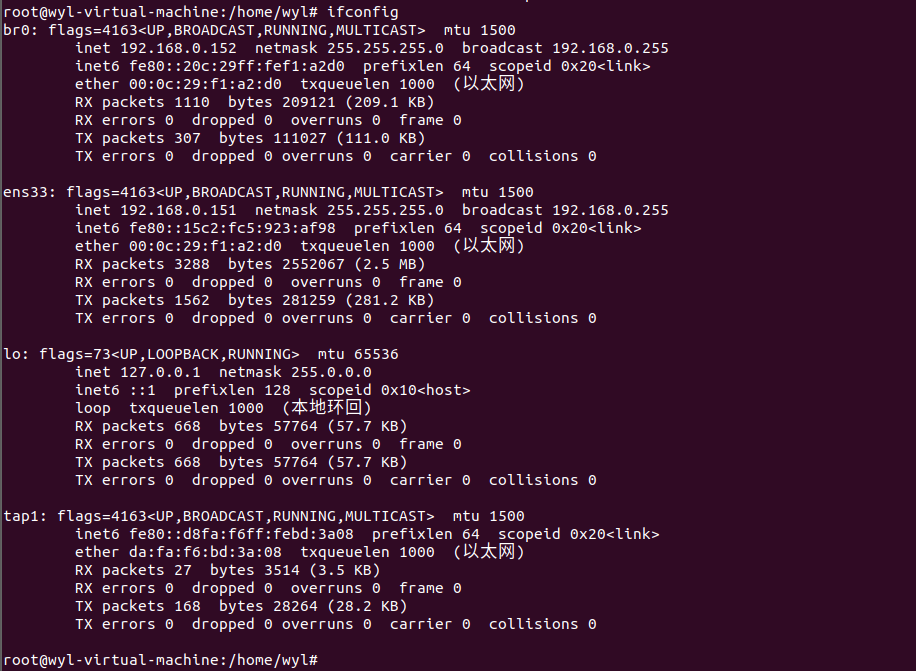 root@wyl-virtual-machine:/home/wyl# ifconfig
br0: flags=4163<UP,BROADCAST,RUNNING,MULTICAST>  mtu 1500
        inet 192.168.0.152  netmask 255.255.255.0  broadcast 192.168.0.255
        inet6 fe80::20c:29ff:fef1:a2d0  prefixlen 64  scopeid 0x20<link>
        ether 00:0c:29:f1:a2:d0  txqueuelen 1000  (以太网)
        RX packets 1110  bytes 209121 (209.1 KB)
        RX errors 0  dropped 0  overruns 0  frame 0
        TX packets 307  bytes 111027 (111.0 KB)
        TX errors 0  dropped 0 overruns 0  carrier 0  collisions 0

ens33: flags=4163<UP,BROADCAST,RUNNING,MULTICAST>  mtu 1500
        inet 192.168.0.151  netmask 255.255.255.0  broadcast 192.168.0.255
        inet6 fe80::15c2:fc5:923:af98  prefixlen 64  scopeid 0x20<link>
        ether 00:0c:29:f1:a2:d0  txqueuelen 1000  (以太网)
        RX packets 3288  bytes 2552067 (2.5 MB)
        RX errors 0  dropped 0  overruns 0  frame 0
        TX packets 1562  bytes 281259 (281.2 KB)
        TX errors 0  dropped 0 overruns 0  carrier 0  collisions 0

lo: flags=73<UP,LOOPBACK,RUNNING>  mtu 65536
        inet 127.0.0.1  netmask 255.0.0.0
        inet6 ::1  prefixlen 128  scopeid 0x10<host>
        loop  txqueuelen 1000  (本地环回)
        RX packets 668  bytes 57764 (57.7 KB)
        RX errors 0  dropped 0  overruns 0  frame 0
        TX packets 668  bytes 57764 (57.7 KB)
        TX errors 0  dropped 0 overruns 0  carrier 0  collisions 0

tap1: flags=4163<UP,BROADCAST,RUNNING,MULTICAST>  mtu 1500
        inet6 fe80::d8fa:f6ff:febd:3a08  prefixlen 64  scopeid 0x20<link>
        ether da:fa:f6:bd:3a:08  txqueuelen 1000  (以太网)
        RX packets 27  bytes 3514 (3.5 KB)
        RX errors 0  dropped 0  overruns 0  frame 0
        TX packets 168  bytes 28264 (28.2 KB)
        TX errors 0  dropped 0 overruns 0  carrier 0  collisions 0

root@wyl-virtual-machine:/home/wyl#